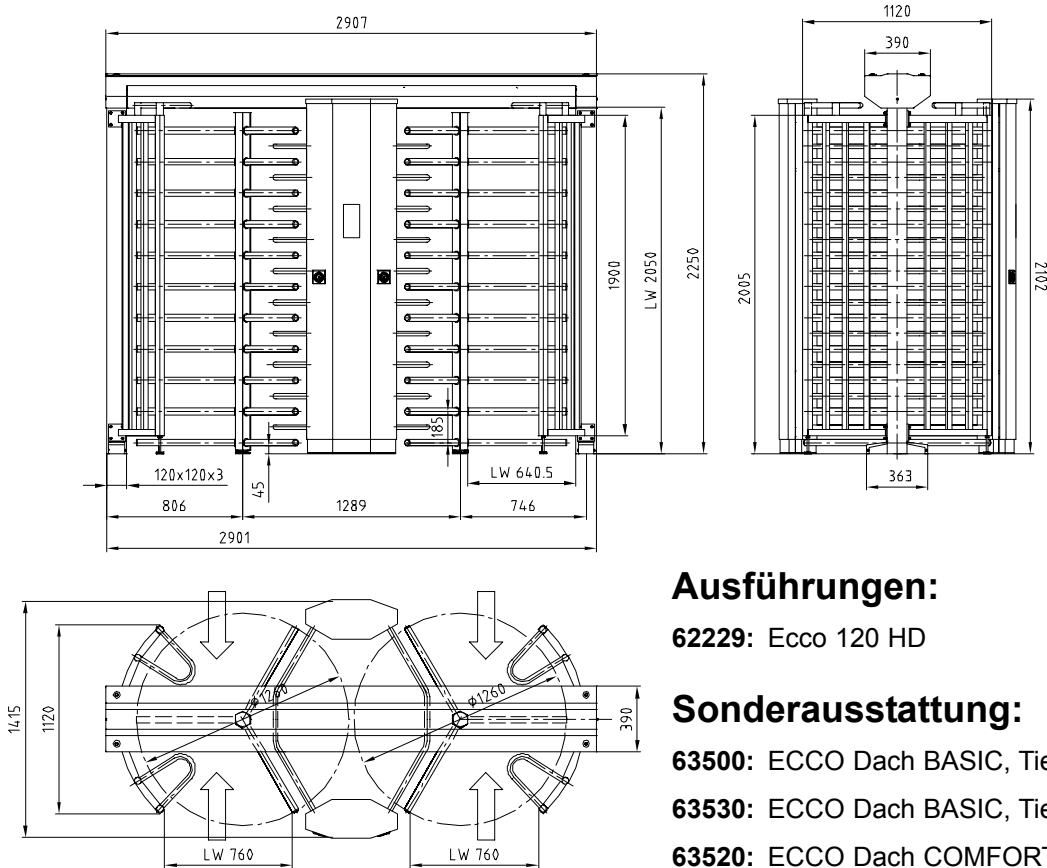 2907
1120
390
1900
LW 2050
2250
2005
2102
185
LW 640.5
120x120x3
45
363
806
1289
746
2901
Ausführungen:
62229: Ecco 120 HD
1415
1120
Ø1260
390
Sonderausstattung:
63500: ECCO Dach BASIC,
63530: ECCO Dach BASIC,
63520: ECCO Dach COMFORT
LW 760
LW 760